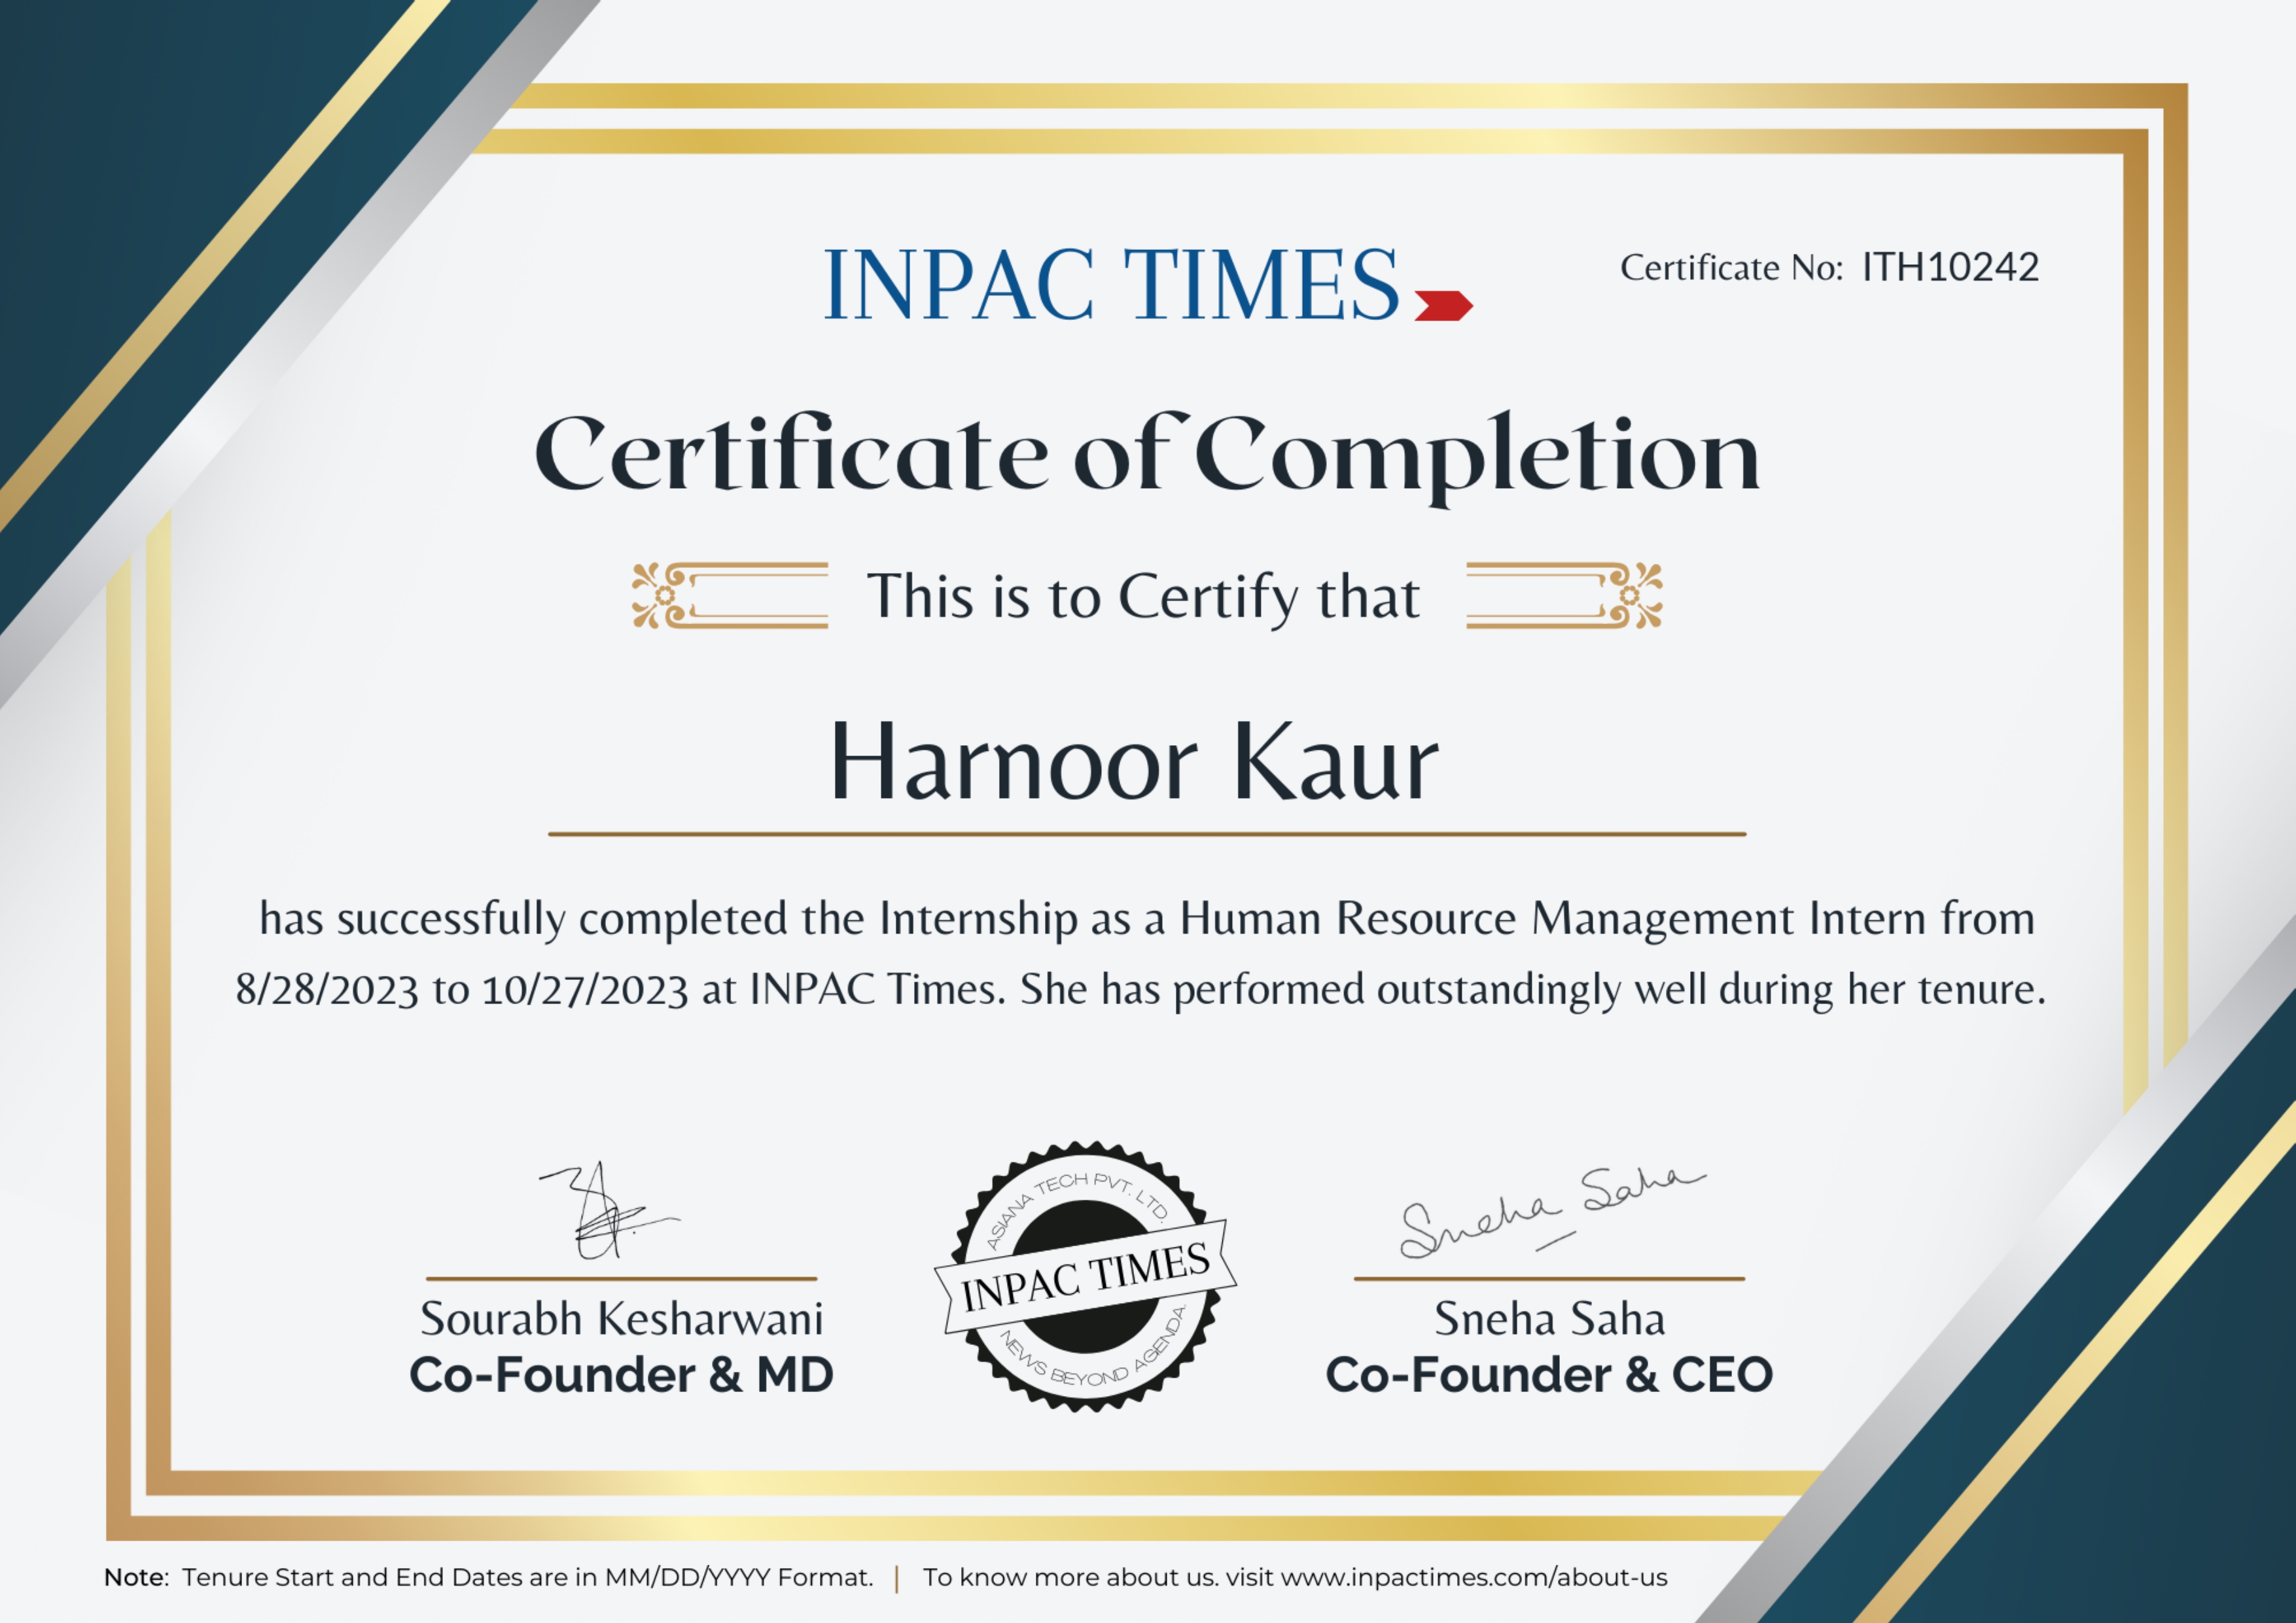 INPAC TIMES
Certificate No: ITH10242
Certificate of Completion
This is to Certify that
Harnoor Kaur
has successfully completed the Internship as a Human Resource Management Intern from
8/28/2023 to 10/27/2023 at INPAC Times. She has performed outstandingly well during her tenure.
Sneha Saha
ASIANA TECH PVT. LTD.
INPAC TIMES
NEWS BEYOND AGENDA.
Sourabh Kesharwani
Co-Founder & MD
Sneha Saha
Co-Founder & CEO
Note: Tenure Start and End Dates are in MM/DD/YYYY Format. | To know more about us. visit www.inpactimes.com/about-us